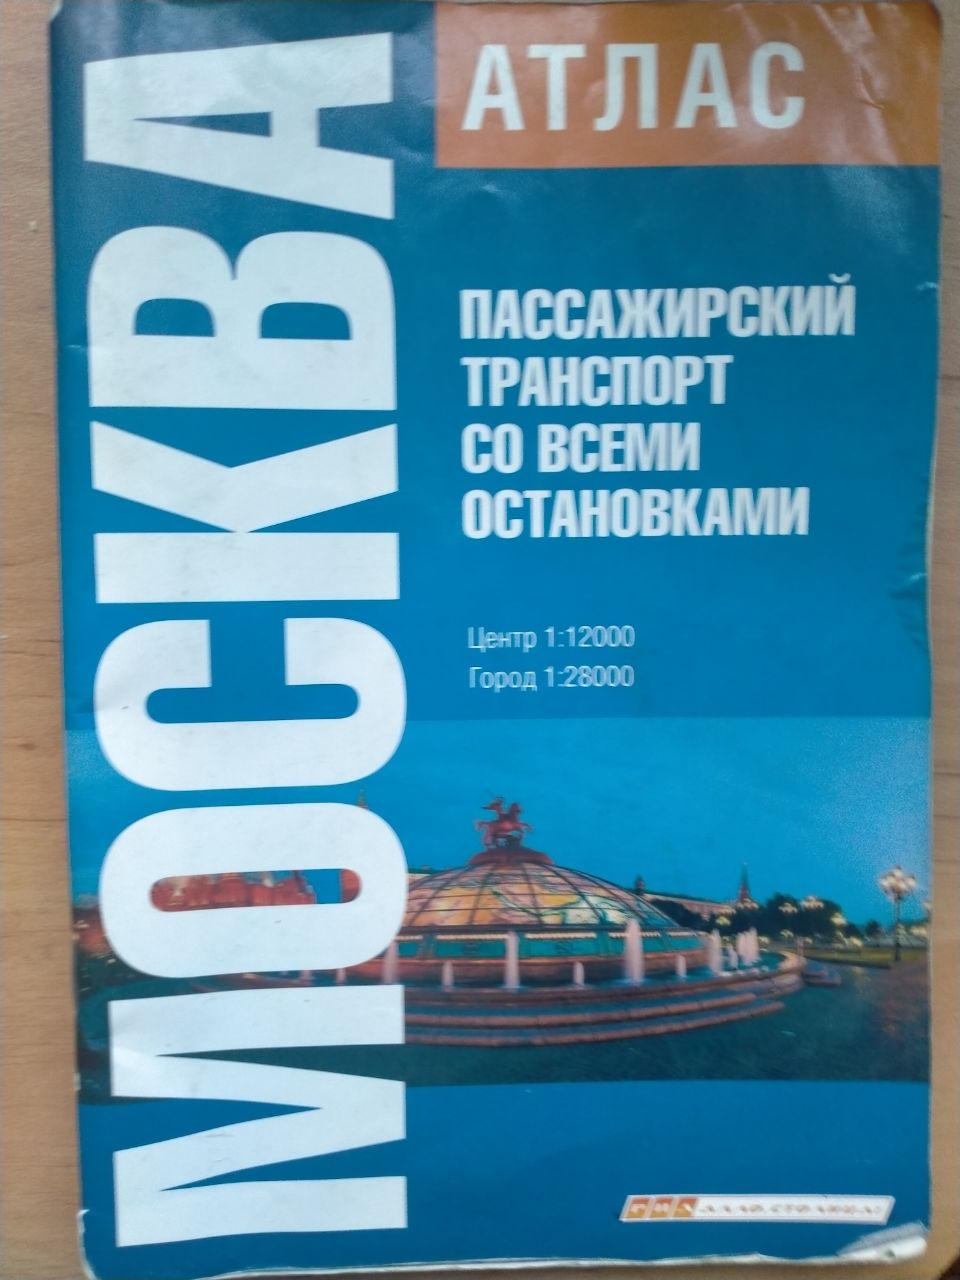 МОСКВА
АТЛАС
ПАССАЖИРСКИЙ
ТРАНСПОРТ
СО ВСЕМИ
ОСТАНОВКАМИ
Центр 1:12000
Город 1:28000